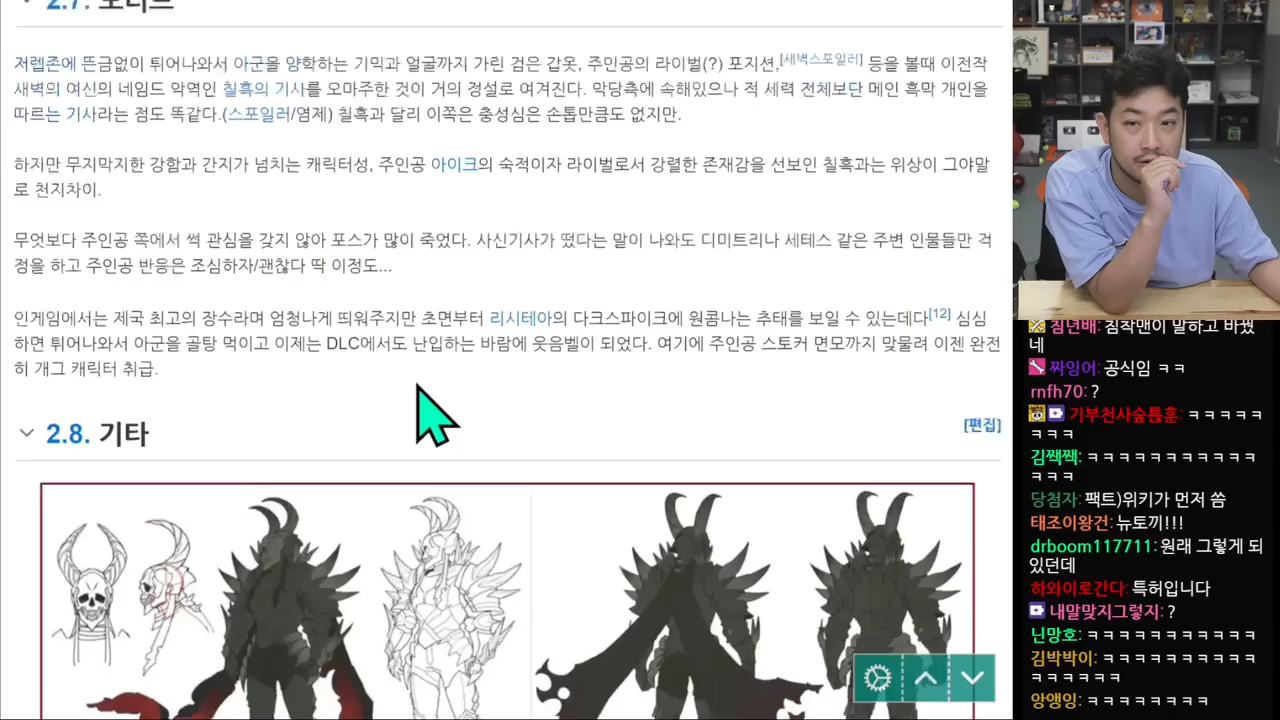 2.7. 모티브
저렙존에 뜬금없이 튀어나와서 아군을 양학하는 기믹과 얼굴까지 가린 검은 갑옷, 주인공의 라이벌(?) 포지션,[세벽스포일러] 등을 볼때 이전작
새벽의 여신의 네임드 악역인 칠흑의 기사를 오마주한 것이 거의 정설로 여겨진다. 악당측에 속해있으나 적 세력 전체보단 메인 흑막 개인을
따르는 기사라는 점도 똑같다.(스포일러/염제) 칠흑과 달리 이쪽은 충성심은 손톱만큼도 없지만.
하지만 무지막지한 강함과 간지가 넘치는 캐릭터성, 주인공 아이크의 숙적이자 라이벌로서 강렬한 존재감을 선보인 칠흑과는 위상이 그야말
로 천지차이.
무엇보다 주인공 쪽에서 썩 관심을 갖지 않아 포스가 많이 죽었다. 사신기사가 떴다는 말이 나와도 디미트리나 세테스 같은 주변 인물들만 걱
정을 하고 주인공 반응은 조심하자/괜찮다 딱 이정도...
인게임에서는 제국 최고의 장수라며 엄청나게 띄워주지만 초면부터 리시테아의 다크스파이크에 원콤나는 추태를 보일 수 있는데다[12] 심심
하면 튀어나와서 아군을 골탕 먹이고 이제는 DLC에서도 난입하는 바람에 웃음벨이 되었다. 여기에 주인공 스토커 면모까지 맞물려 이젠 완전
히 개그 캐릭터 취급.
2.8. 기타
[편집]
침년배: 침착맨이 말하고 바꿨
네
짜잉어: 공식임 ㅋㅋ
rnfh70: ?
기부천사숲튽훈: ㅋㅋㅋㅋㅋ
ㅋㅋㅋ
김짹짹: ㅋㅋㅋㅋㅋㅋㅋㅋㅋㅋㅋ
ㅋㅋㅋ
당첨자: 팩트)위키가 먼저 씀
태조이왕건: 뉴토끼!!!
drboom117711: 원래 그렇게 되
있던데
하와이로간다: 특허입니다
내말맞지그렇지: ?
닌망호: ㅋㅋㅋㅋㅋㅋㅋㅋㅋㅋㅋ
김박박이: ㅋㅋㅋㅋㅋㅋㅋㅋㅋㅋ
ㅋㅋㅋㅋㅋㅋ
앙앵잉: ㅋㅋㅋㅋㅋㅋㅋㅋ